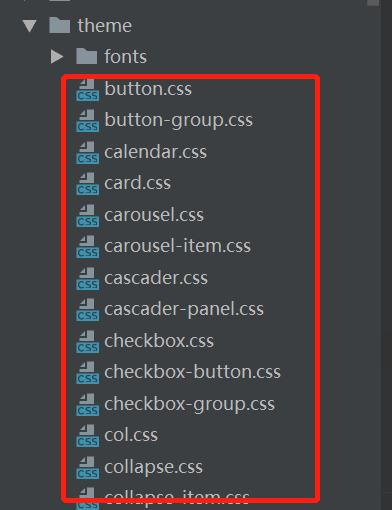 theme
fonts
CSS button.css
CSS button-group.css
CSS calendar.css
CSS card.css
CSS carousel.css
CSS carousel-item.css
CSS cascader.css
CSS cascader-panel.css
CSS checkbox.css
CSS checkbox-button.css
CSS checkbox-group.css
CSS col.css
CSS collapse.css
CSS collapse-item.css